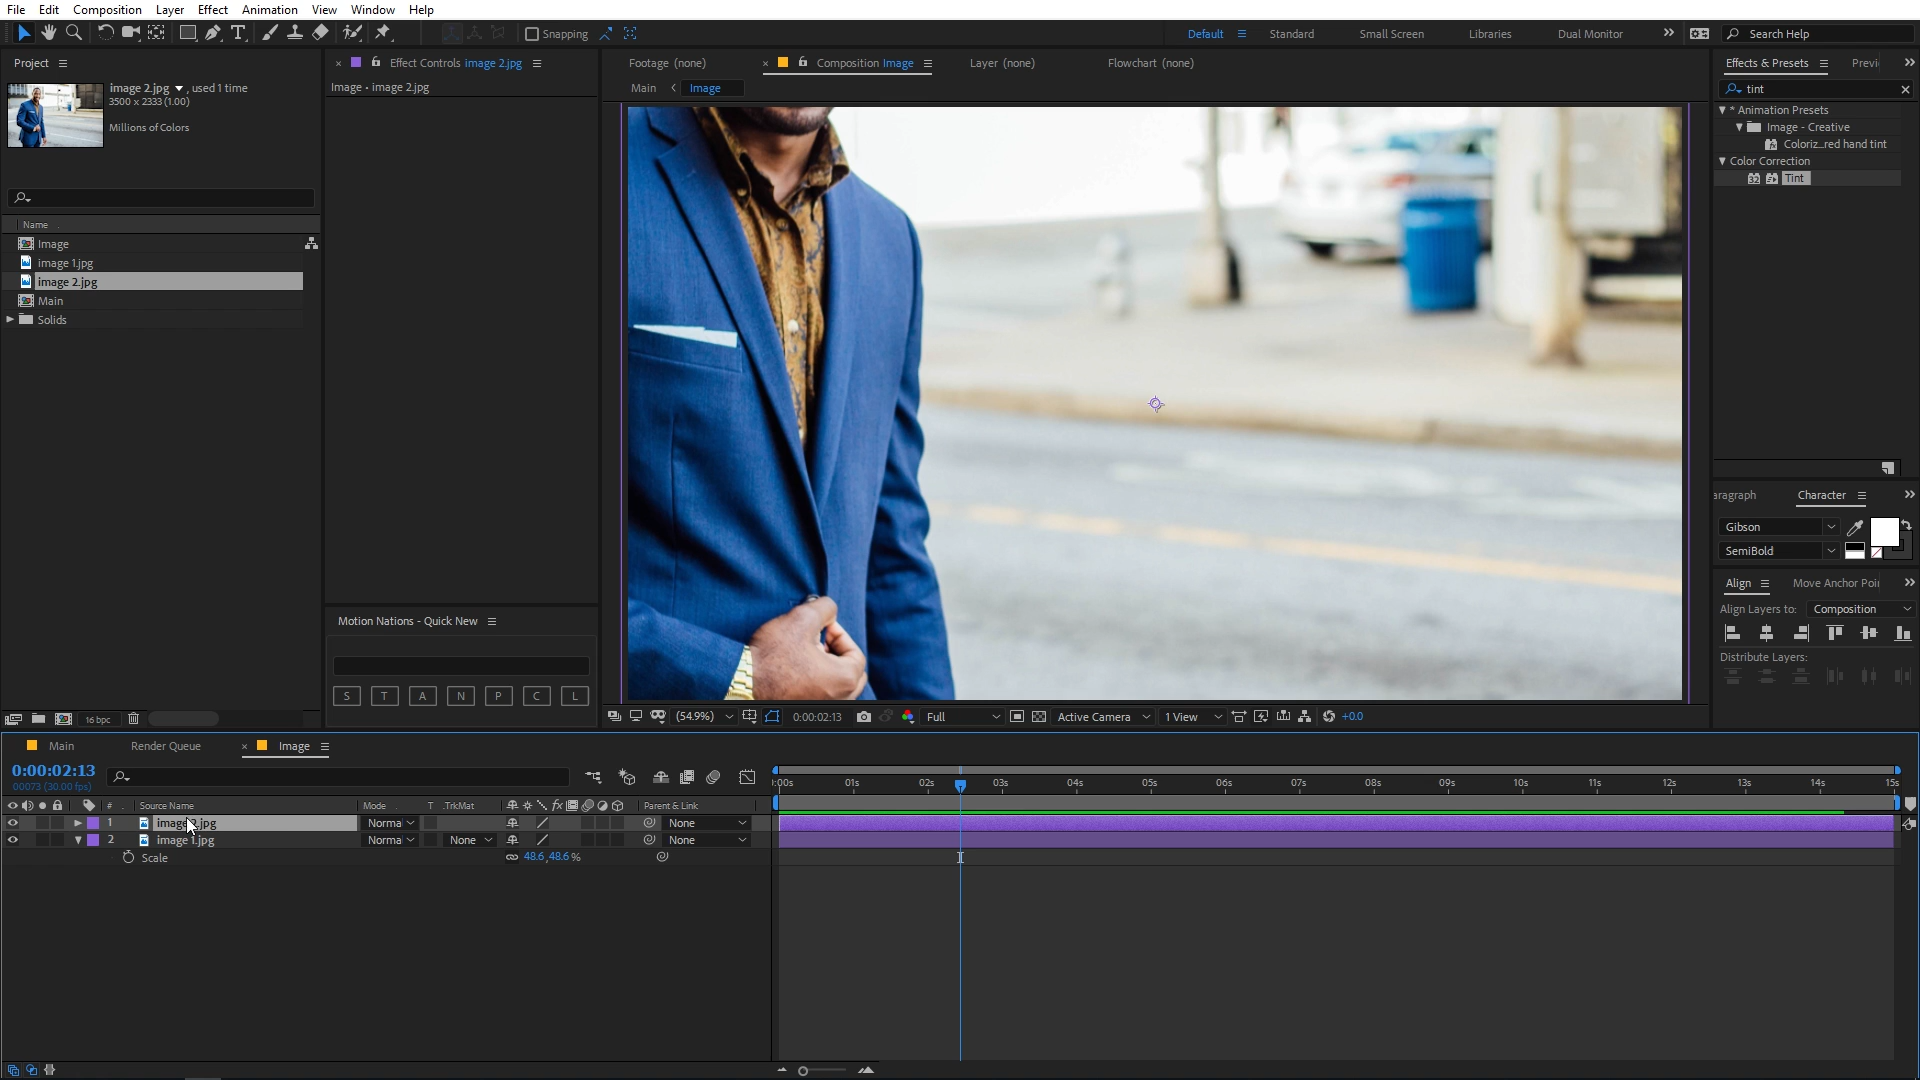 File Edit Composition Layer Effect Animation View Window Help
Snapping
Default Standard Small Screen Libraries Dual Monitor Search Help
Project
Effect Controls image 2.jpg
Footage (none) Composition Image Layer (none) Flowchart (none)
Effects & Presets Previ
image 2.jpg , used 1 time
3500 x 2333 (1.00)
Millions of Colors
Image • image 2.jpg
Main Image
tint
* Animation Presets
Image - Creative
Coloriz...red hand tint
Color Correction
32 Tint
Name
Image
image 1.jpg
image 2.jpg
Main
Solids
aragraph Character
Gibson
SemiBold
Align Move Anchor Poi
Align Layers to: Composition
Distribute Layers:
Motion Nations - Quick New
S T A N P C L
16 bpc
(54.9%) 0:00:02:13 Full Active Camera 1 View +0.0
Main Render Queue Image
0:00:02:13
00073 (30.00 fps)
:00s 01s 02s 03s 04s 05s 06s 07s 08s 09s 10s 11s 12s 13s 14s 15s
# Source Name Mode T .TrkMat fx Parent & Link
1 image .jpg Norma None
2 image 1.jpg Norma None None
Scale 48.6,48.6%